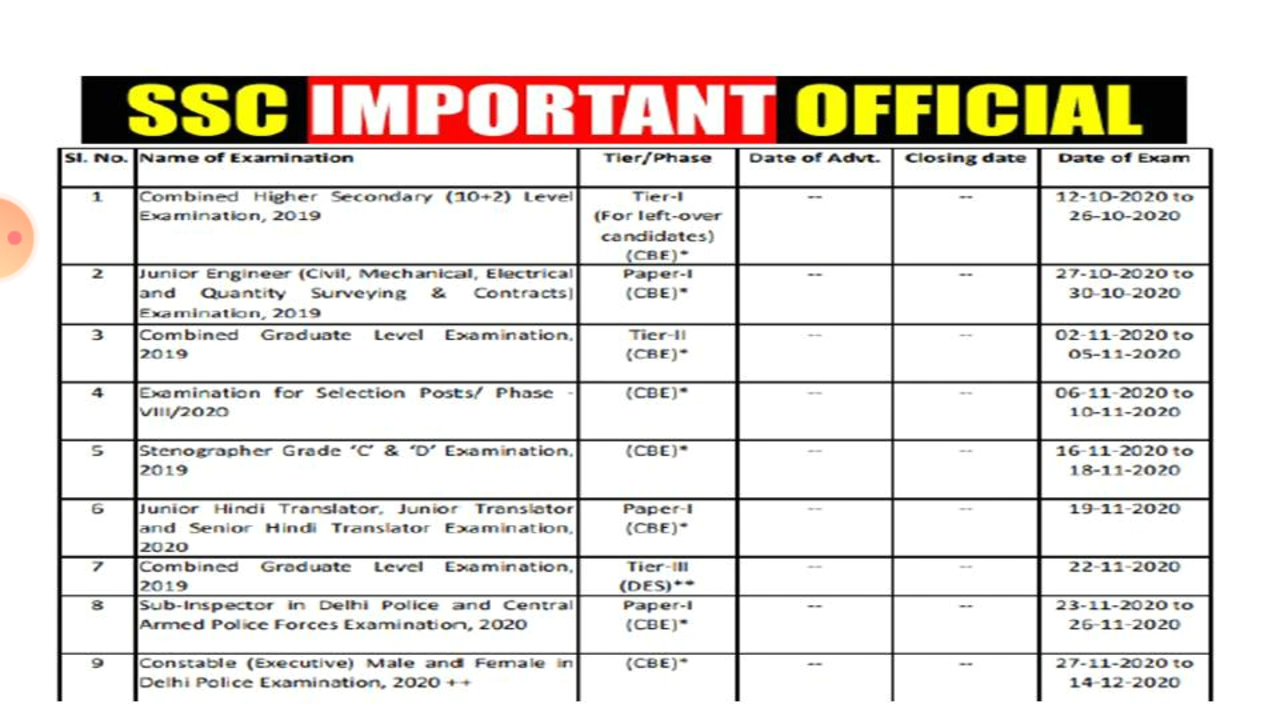 SSC IMPORTANT OFFICIAL
Sl. No. Name of Examination Tier/Phase Date of Advt. Closing date Date of Exam
1 Combined Higher Secondary (10+2) Level Tier-I -- -- 12-10-2020 to
Examination, 2019 (For left-over 26-10-2020
candidates)
(CBE)*
2 Junior Engineer (Civil, Mechanical, Electrical Paper-I -- -- 27-10-2020 to
and Quantity Surveying & Contracts) (CBE)* 30-10-2020
Examination, 2019
3 Combined Graduate Level Examination, Tier-II -- -- 02-11-2020 to
2019 (CBE)* 05-11-2020
4 Examination for Selection Posts/ Phase - (CBE)* -- -- 06-11-2020 to
VIII/2020 10-11-2020
5 Stenographer Grade ‘C’ & ‘D’ Examination, (CBE)* -- -- 16-11-2020 to
2019 18-11-2020
6 Junior Hindi Translator, Junior Translator Paper-I -- -- 19-11-2020
and Senior Hindi Translator Examination, (CBE)*
2020
7 Combined Graduate Level Examination, Tier-III -- -- 22-11-2020
2019 (DES)**
8 Sub-Inspector in Delhi Police and Central Paper-I -- -- 23-11-2020 to
Armed Police Forces Examination, 2020 (CBE)* 26-11-2020
9 Constable (Executive) Male and Female in (CBE)* -- -- 27-11-2020 to
Delhi Police Examination, 2020 ++ 14-12-2020